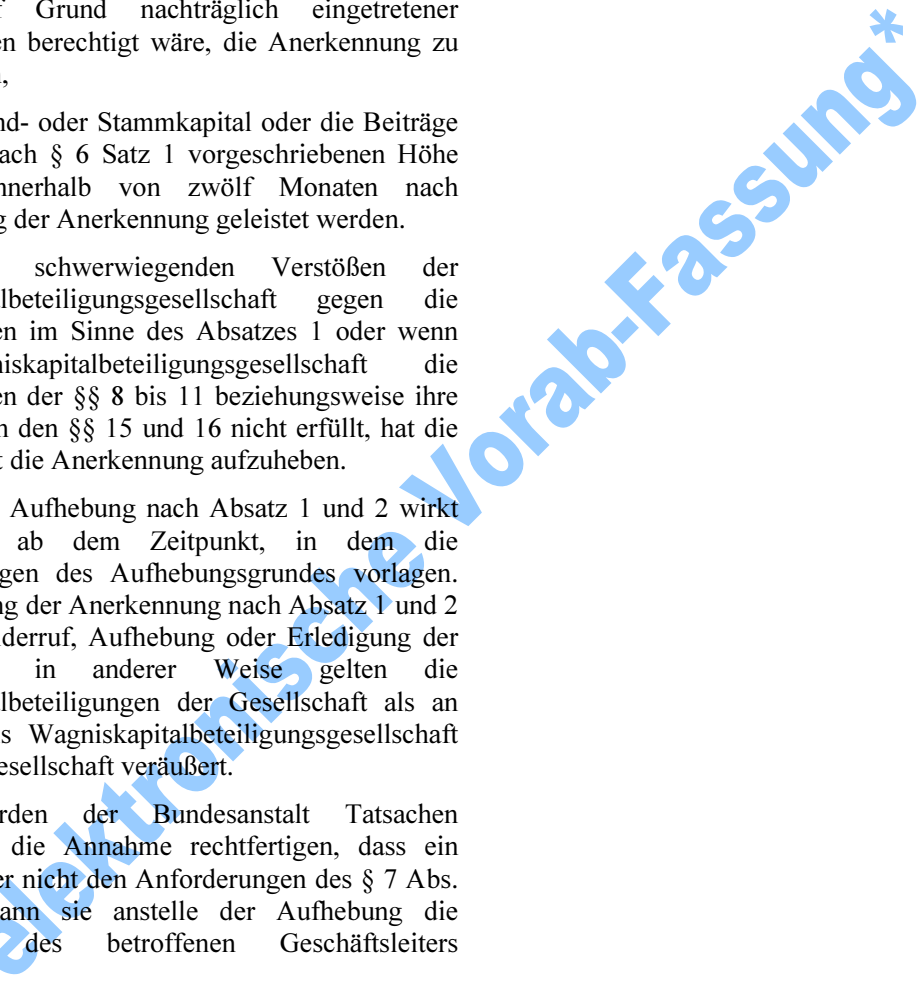 Grund nachträglich eingetretener
en berechtigt wäre, die Anerkennung zu
nd- oder Stammkapital oder die Beiträge
ach § 6 Satz 1 vorgeschriebenen Höhe
nnerhalb von zwölf Monaten nach
g der Anerkennung geleistet werden.
schwerwiegenden Verstößen der
lbeteiligungsgesellschaft gegen die
en im Sinne des Absatzes 1 oder wenn
niskapitalbeteiligungsgesellschaft die
en der §§ 8 bis 11 beziehungsweise ihre
n den §§ 15 und 16 nicht erfüllt, hat die
t die Anerkennung aufzuheben.
Aufhebung nach Absatz 1 und 2 wirkt
ab dem Zeitpunkt, in dem die
gen des Aufhebungsgrundes vorlagen.
ng der Anerkennung nach Absatz 1 und 2
iderruf, Aufhebung oder Erledigung der
in anderer Weise gelten die
lbeteiligungen der Gesellschaft als an
s Wagniskapitalbeteiligungsgesellschaft
esellschaft veräußert.
rden der Bundesanstalt Tatsachen
die Annahme rechtfertigen, dass ein
er nicht den Anforderungen des § 7 Abs.
ann sie anstelle der Aufhebung die
des betroffenen Geschäftsleiters
elektronische Vorab-Fassung*